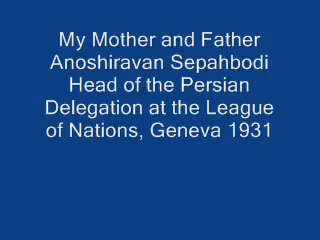 My Mother and Father
Anoshiravan Sepahbodi
Head of the Persian
Delegation at the League
of Nations, Geneva 1931